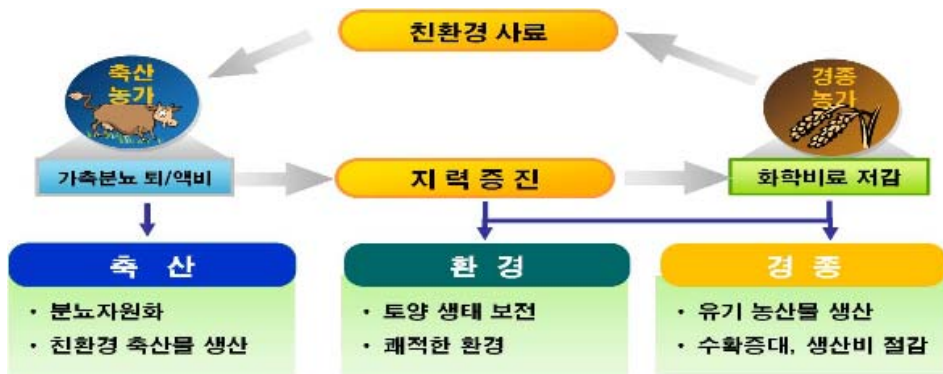 친환경 사료
축산
농가
경종
농가
가축분뇨 퇴/액비
지력증진
화학비료 저감
축 산
• 분뇨자원화
• 친환경 축산물 생산
환 경
• 토양 생태 보전
• 쾌적한 환경
경 종
• 유기 농산물 생산
• 수확증대, 생산비 절감